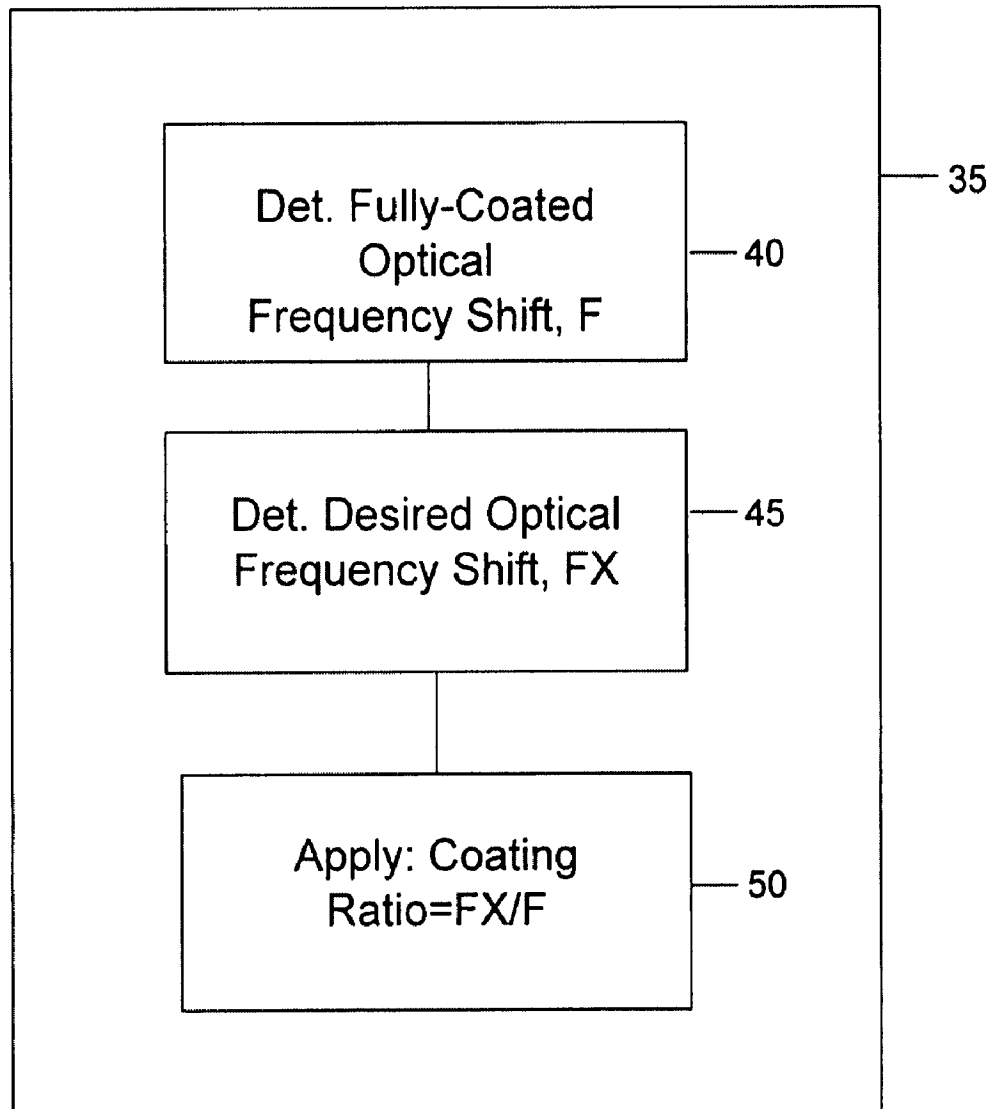 35
Det. Fully-Coated
Optical
Frequency Shift, F
40
Det. Desired Optical
Frequency Shift, FX
45
Apply: Coating
Ratio=FX/F
50